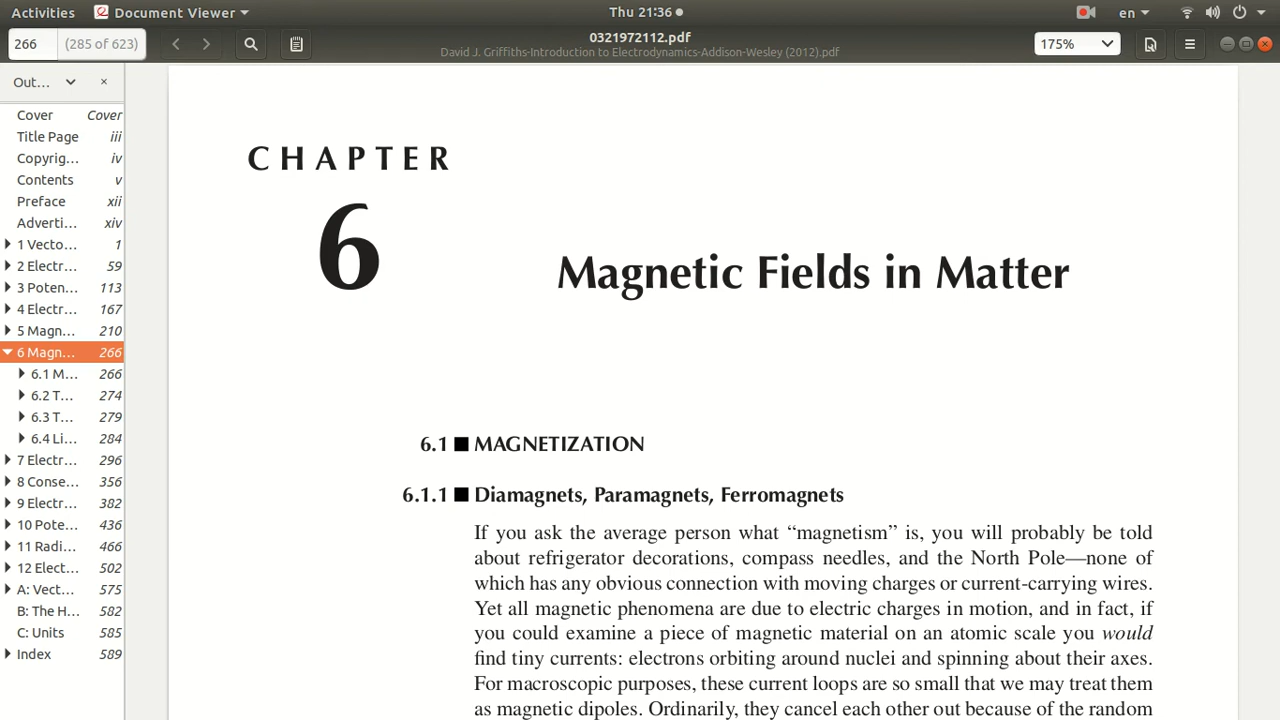 Activities Document Viewer Thu 21:36 en
266 (285 of 623) 0321972112.pdf 175%
David J. Griffiths-Introduction to Electrodynamics-Addison-Wesley (2012).pdf
Out...
Cover Cover
Title Page iii
Copyrig... iv
Contents v
Preface xii
Adverti... xiv
1 Vecto... 1
2 Electr... 59
3 Poten... 113
4 Electr... 167
5 Magn... 210
6 Magn... 266
6.1 M... 266
6.2 T... 274
6.3 T... 279
6.4 Li... 284
7 Electr... 296
8 Conse... 356
9 Electr... 382
10 Pote... 436
11 Radi... 466
12 Elect... 502
A: Vect... 575
B: The H... 582
C: Units 585
Index 589
CHAPTER
6
Magnetic Fields in Matter
6.1 ■ MAGNETIZATION
6.1.1 ■ Diamagnets, Paramagnets, Ferromagnets
If you ask the average person what “magnetism” is, you will probably be told
about refrigerator decorations, compass needles, and the North Pole—none of
which has any obvious connection with moving charges or current-carrying wires.
Yet all magnetic phenomena are due to electric charges in motion, and in fact, if
you could examine a piece of magnetic material on an atomic scale you would
find tiny currents: electrons orbiting around nuclei and spinning about their axes.
For macroscopic purposes, these current loops are so small that we may treat them
as magnetic dipoles. Ordinarily, they cancel each other out because of the random